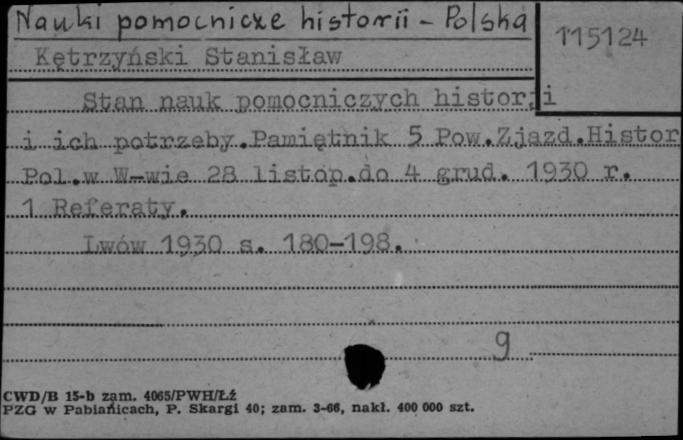 Nauki pomocnicze historii - Polska
115124
Kętrzyński Stanisław
Stan nauk pomocniczych historji
i ich potrzeby.Pamiętnik 5 Pow.Zjazd.Histor
Pol.w W-wie 28 listop.do 4 grud. 1930 r.
1 Referaty.
Lwów 1930 s. 180-198.
9
CWD/B 15-b zam. 4065/PWH/Łź
PZG w Pabianicach, P. Skargi 40; zam. 3-66, nakł. 400 000 szt.